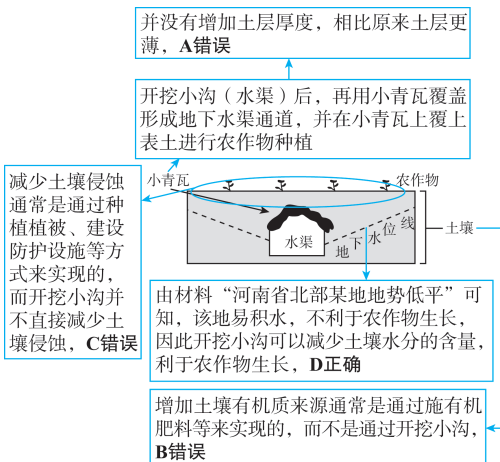 并没有增加土层厚度，相比原来土层更
薄，A错误
开挖小沟（水渠）后，再用小青瓦覆盖
形成地下水渠通道，并在小青瓦上覆上
表土进行农作物种植
减少土壤侵蚀
通常是通过种
植植被、建设
防护设施等方
式来实现的，
而开挖小沟并
不直接减少土
壤侵蚀，C错误
小青瓦
农作物
水渠
地下水位线
土壤
由材料“河南省北部某地地势低平”可
知，该地易积水，不利于农作物生长，
因此开挖小沟可以减少土壤水分的含量，
利于农作物生长，D正确
增加土壤有机质来源通常是通过施有机
肥料等来实现的，而不是通过开挖小沟，
B错误